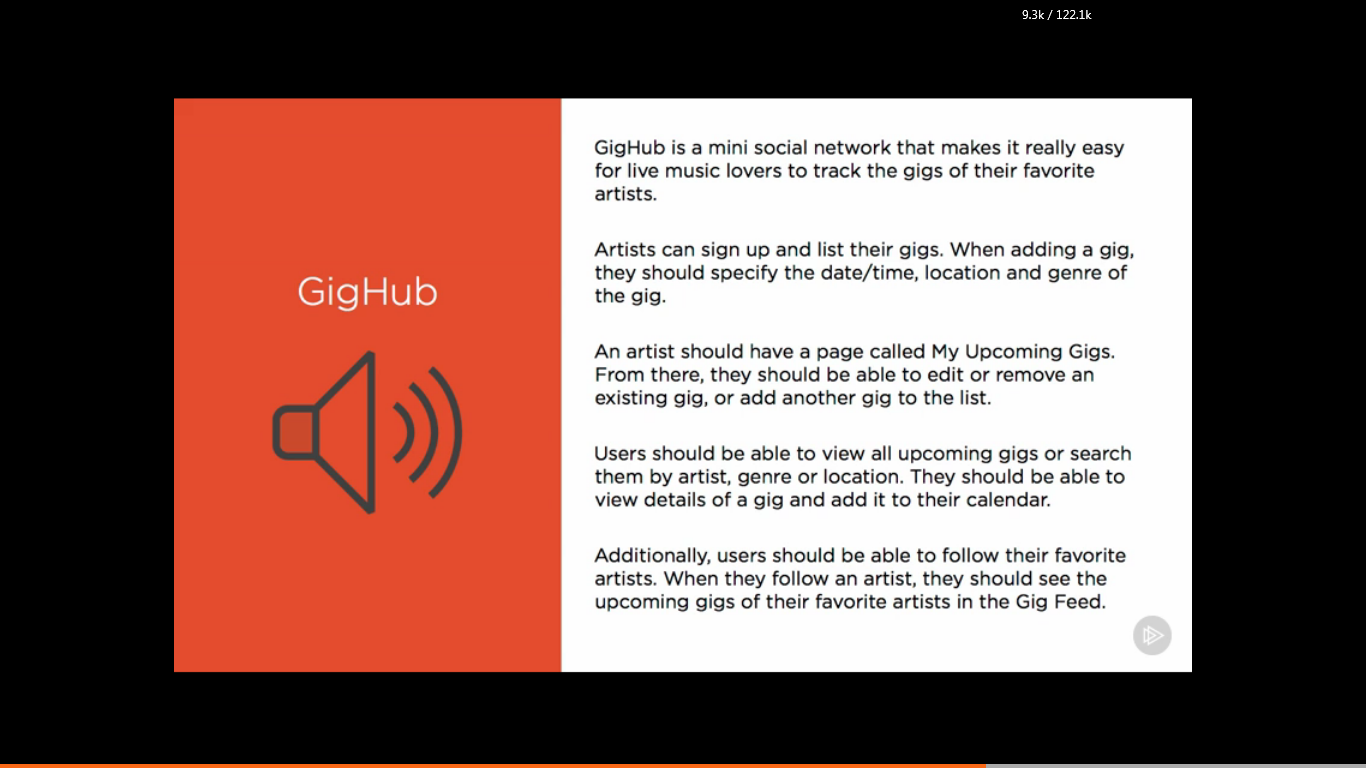 9.3k / 122.1k
GigHub
GigHub is a mini social network that makes it really easy
for live music lovers to track the gigs of their favorite
artists.
Artists can sign up and list their gigs. When adding a gig,
they should specify the date/time, location and genre of
the gig.
An artist should have a page called My Upcoming Gigs.
From there, they should be able to edit or remove an
existing gig, or add another gig to the list.
Users should be able to view all upcoming gigs or search
them by artist, genre or location. They should be able to
view details of a gig and add it to their calendar.
Additionally, users should be able to follow their favorite
artists. When they follow an artist, they should see the
upcoming gigs of their favorite artists in the Gig Feed.